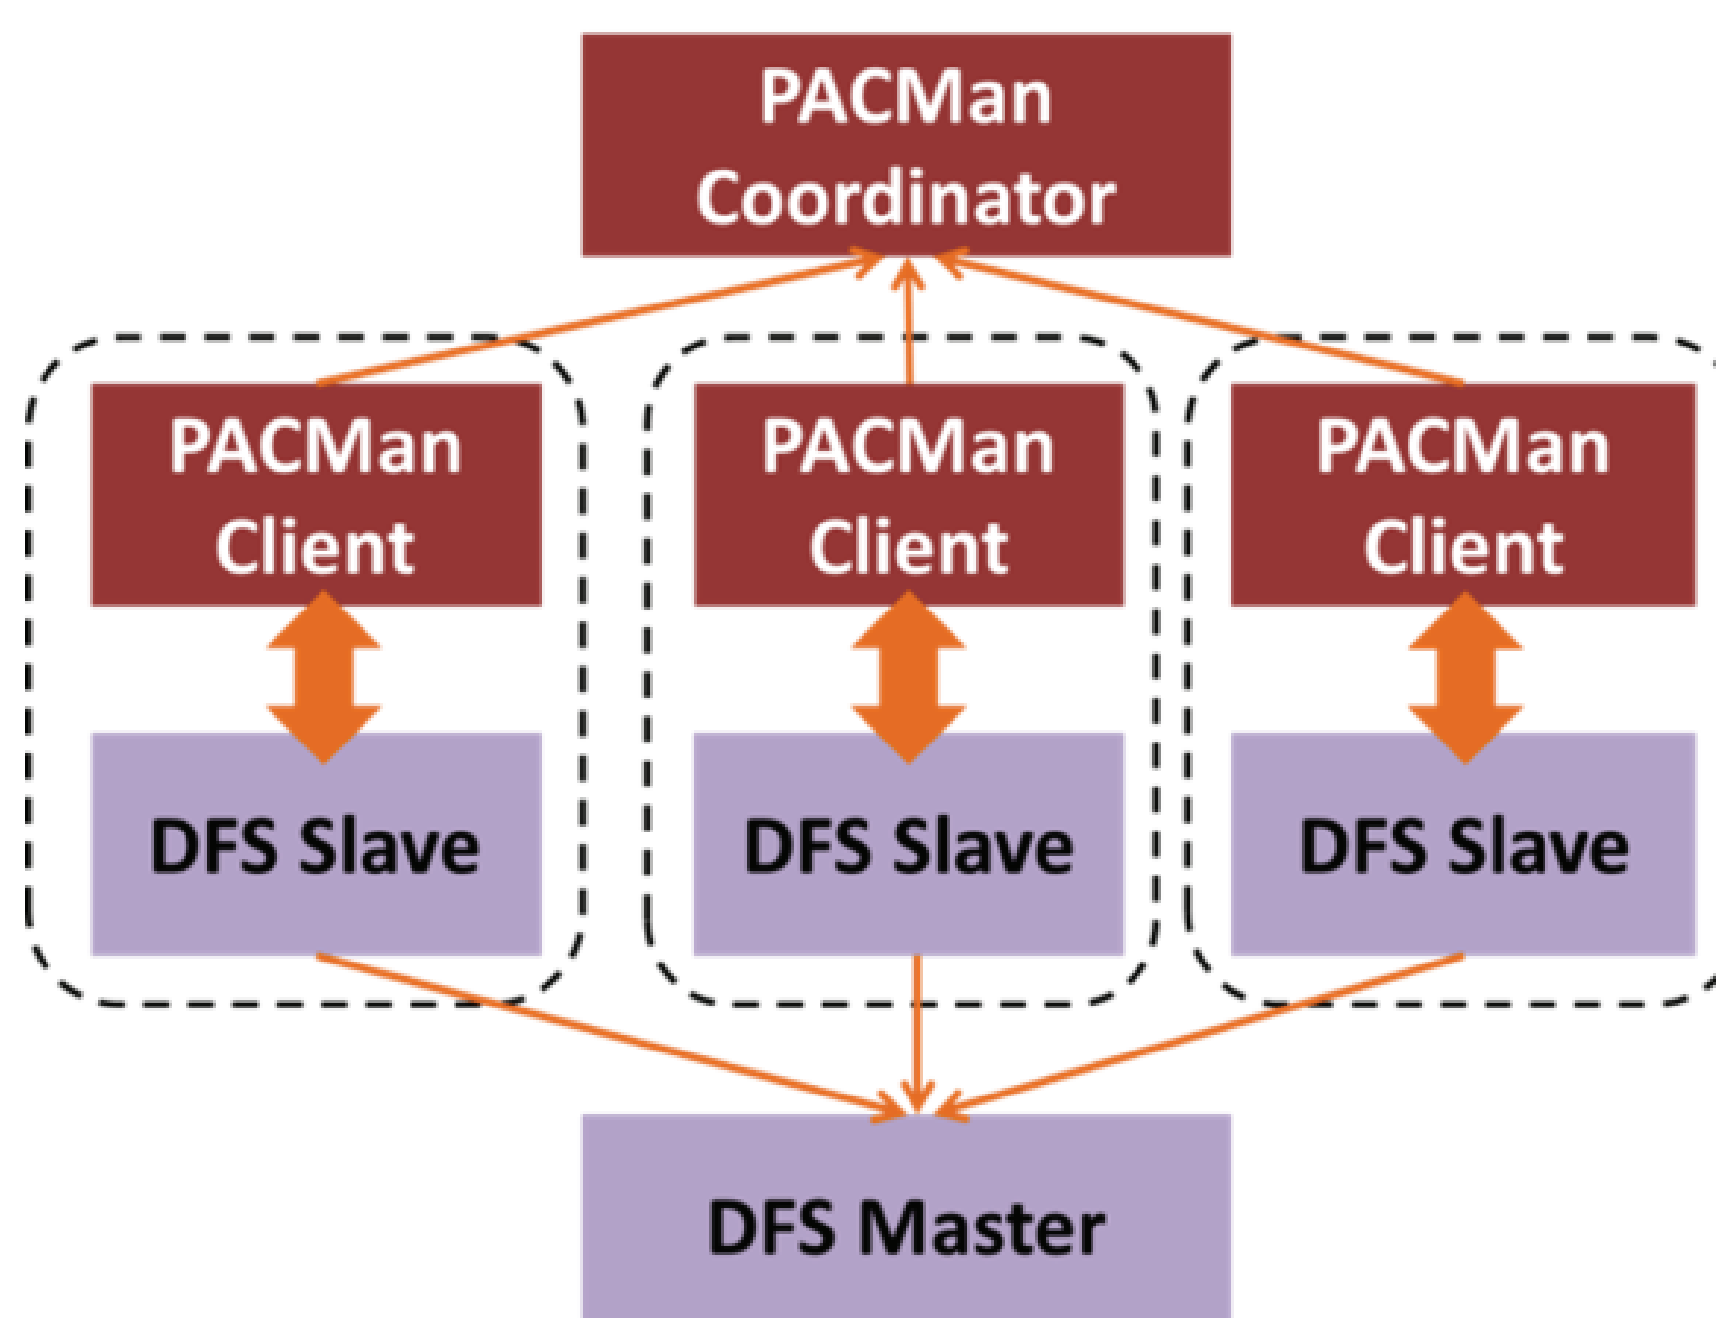 PACMan
Coordinator
PACMan
Client
PACMan
Client
PACMan
Client
DFS Slave
DFS Slave
DFS Slave
DFS Master